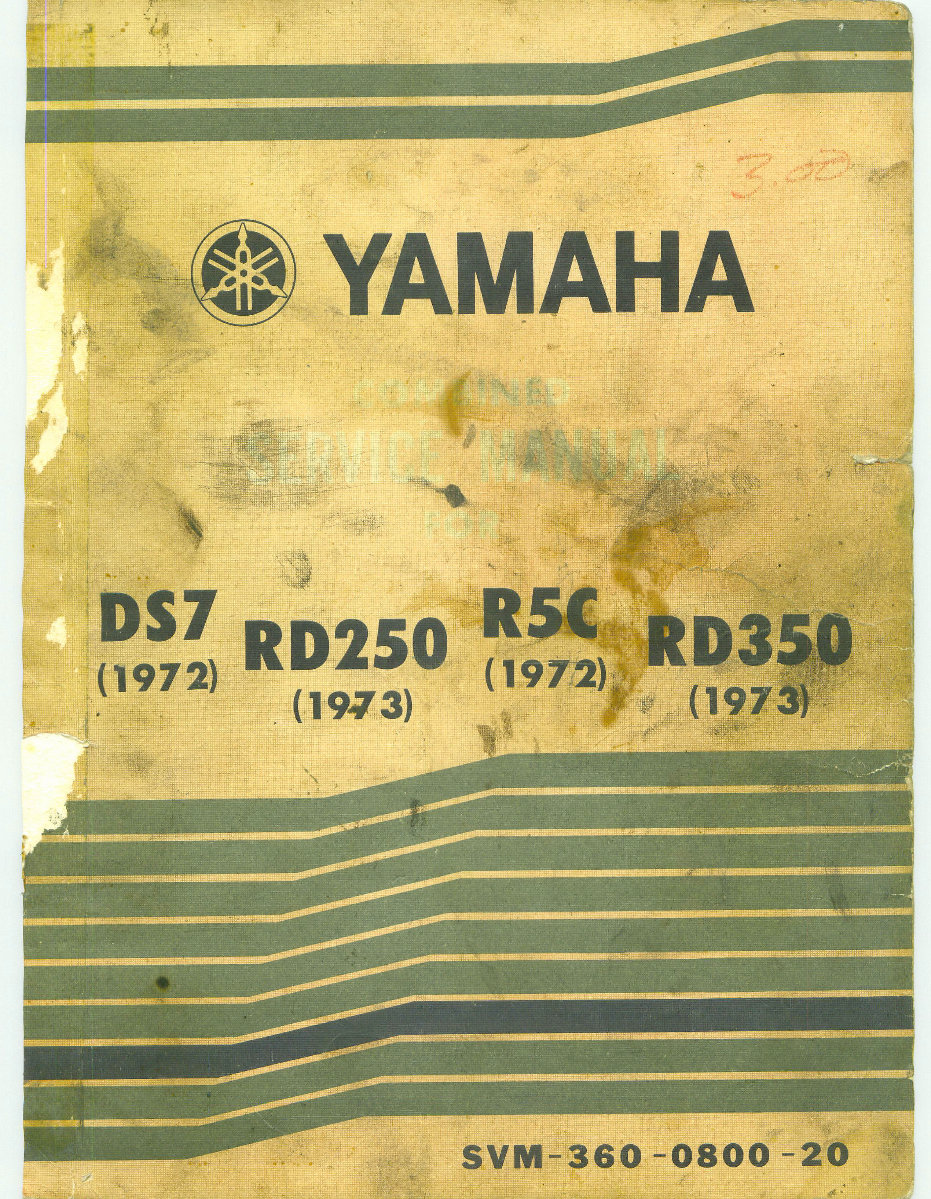 3.00
YAMAHA
COMBINED
SERVICE MANUAL
FOR
DS7 RD250 R5C RD350
(1972) (1973) (1972) (1973)
SVM-360-0800-20